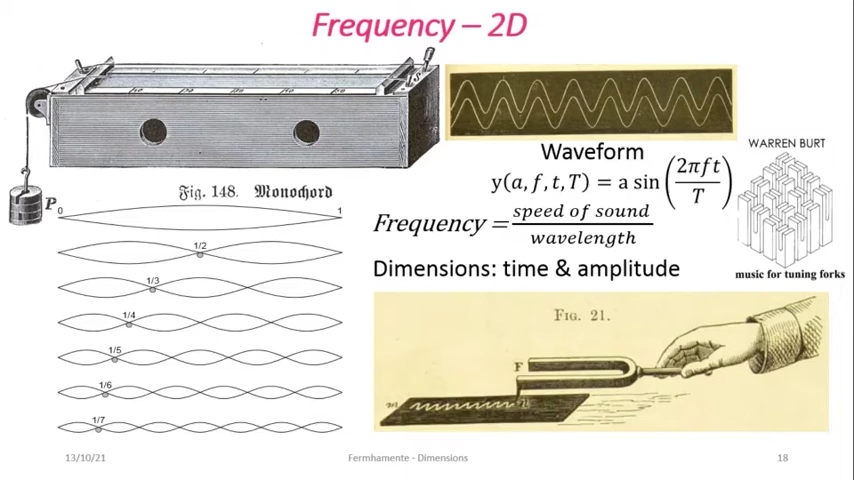 Frequency – 2D
P
Fig. 148. Monochord
0 1
1/2
1/3
1/4
1/5
1/6
1/7
Waveform
y(a, f, t, T) = a sin (2πft / T)
Frequency = speed of sound / wavelength
Dimensions: time & amplitude
WARREN BURT
music for tuning forks
FIG. 21.
F
13/10/21
Fermhamente - Dimensions
18